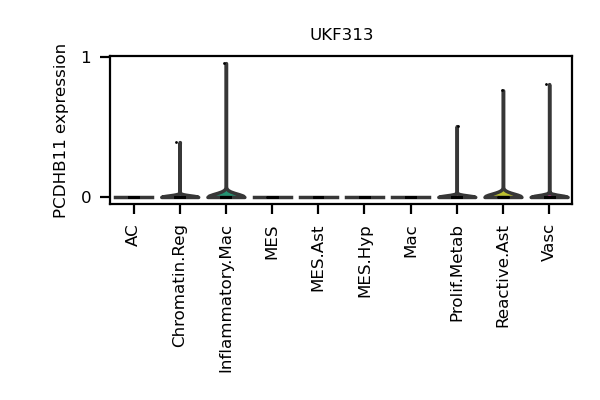 UKF313
PCDHB11 expression
1
0
AC
Chromatin.Reg
Inflammatory.Mac
MES
MES.Ast
MES.Hyp
Mac
Prolif.Metab
Reactive.Ast
Vasc